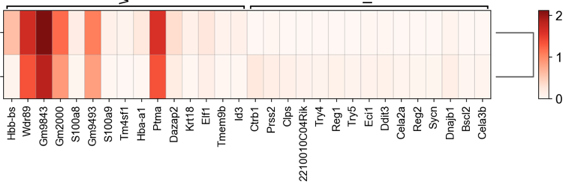 2
1
0
Hbb-bs
Wdr89
Gm9843
Gm2000
S100a8
Gm9493
S100a9
Tm4sf1
Hba-a1
Ptma
Dazap2
Krt18
Elf1
Tmem9b
Id3
Ctrb1
Prss2
Clps
2210010C04Rik
Try4
Reg1
Try5
Eci1
Ddit3
Cela2a
Reg2
Sycn
Dnajb1
Bscl2
Cela3b